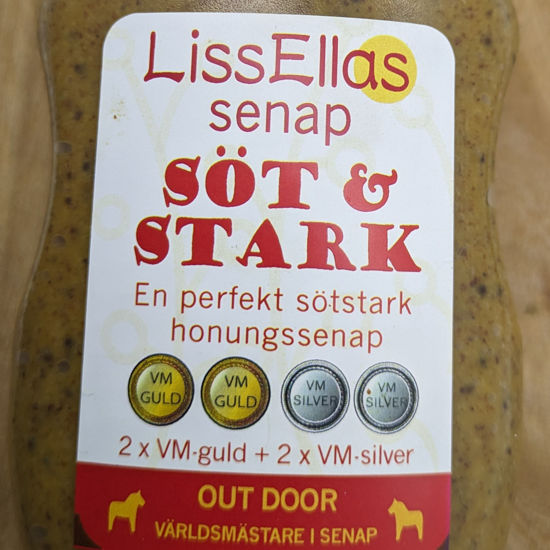 LissEllas
senap
SÖT &
STARK
En perfekt sötstark
honungssenap
VM GULD
VM GULD
VM SILVER
VM SILVER
2 x VM-guld + 2 x VM-silver
OUT DOOR
VÄRLDSMÄSTARE I SENAP